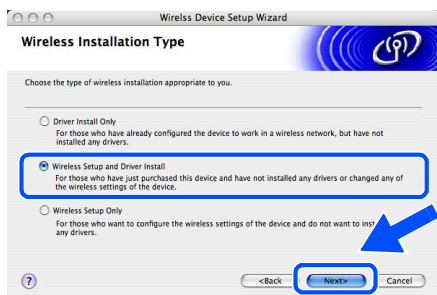 Wirelss Device Setup Wizard
Wireless Installation Type
Choose the type of wireless installation appropriate to you.
Driver Install Only
For those who have already configured the device to work in a wireless network, but have not
installed any drivers.
Wireless Setup and Driver Install
For those who have just purchased this device and have not installed any drivers or changed any of
the wireless settings of the device.
Wireless Setup Only
For those who want to configure the wireless settings of the device and do not want to
any drivers.
?
<Back
Next>
Cancel